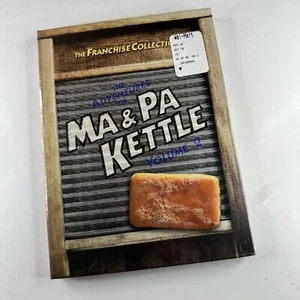 THE FRANCHISE COLLECTION
THE
ADVENTURES
OF
MA & PA
KETTLE
VOLUME 2